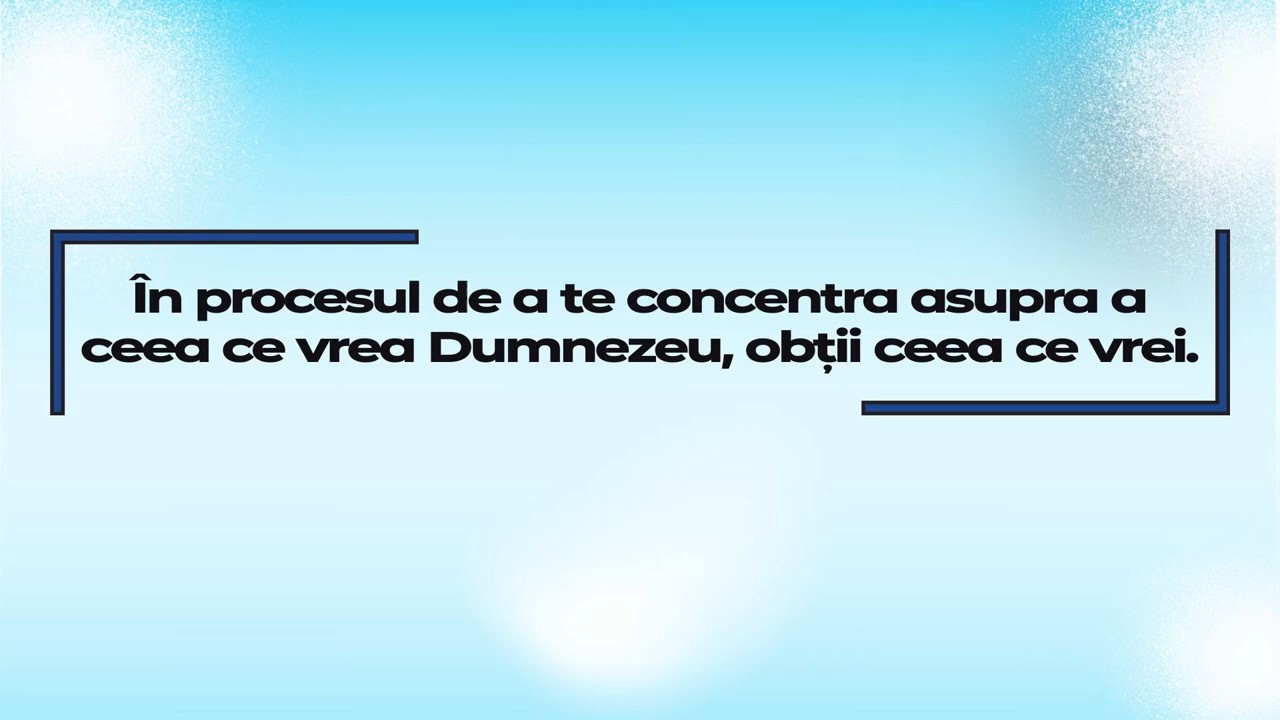 În procesul de a te concentra asupra a
ceea ce vrea Dumnezeu, obții ceea ce vrei.